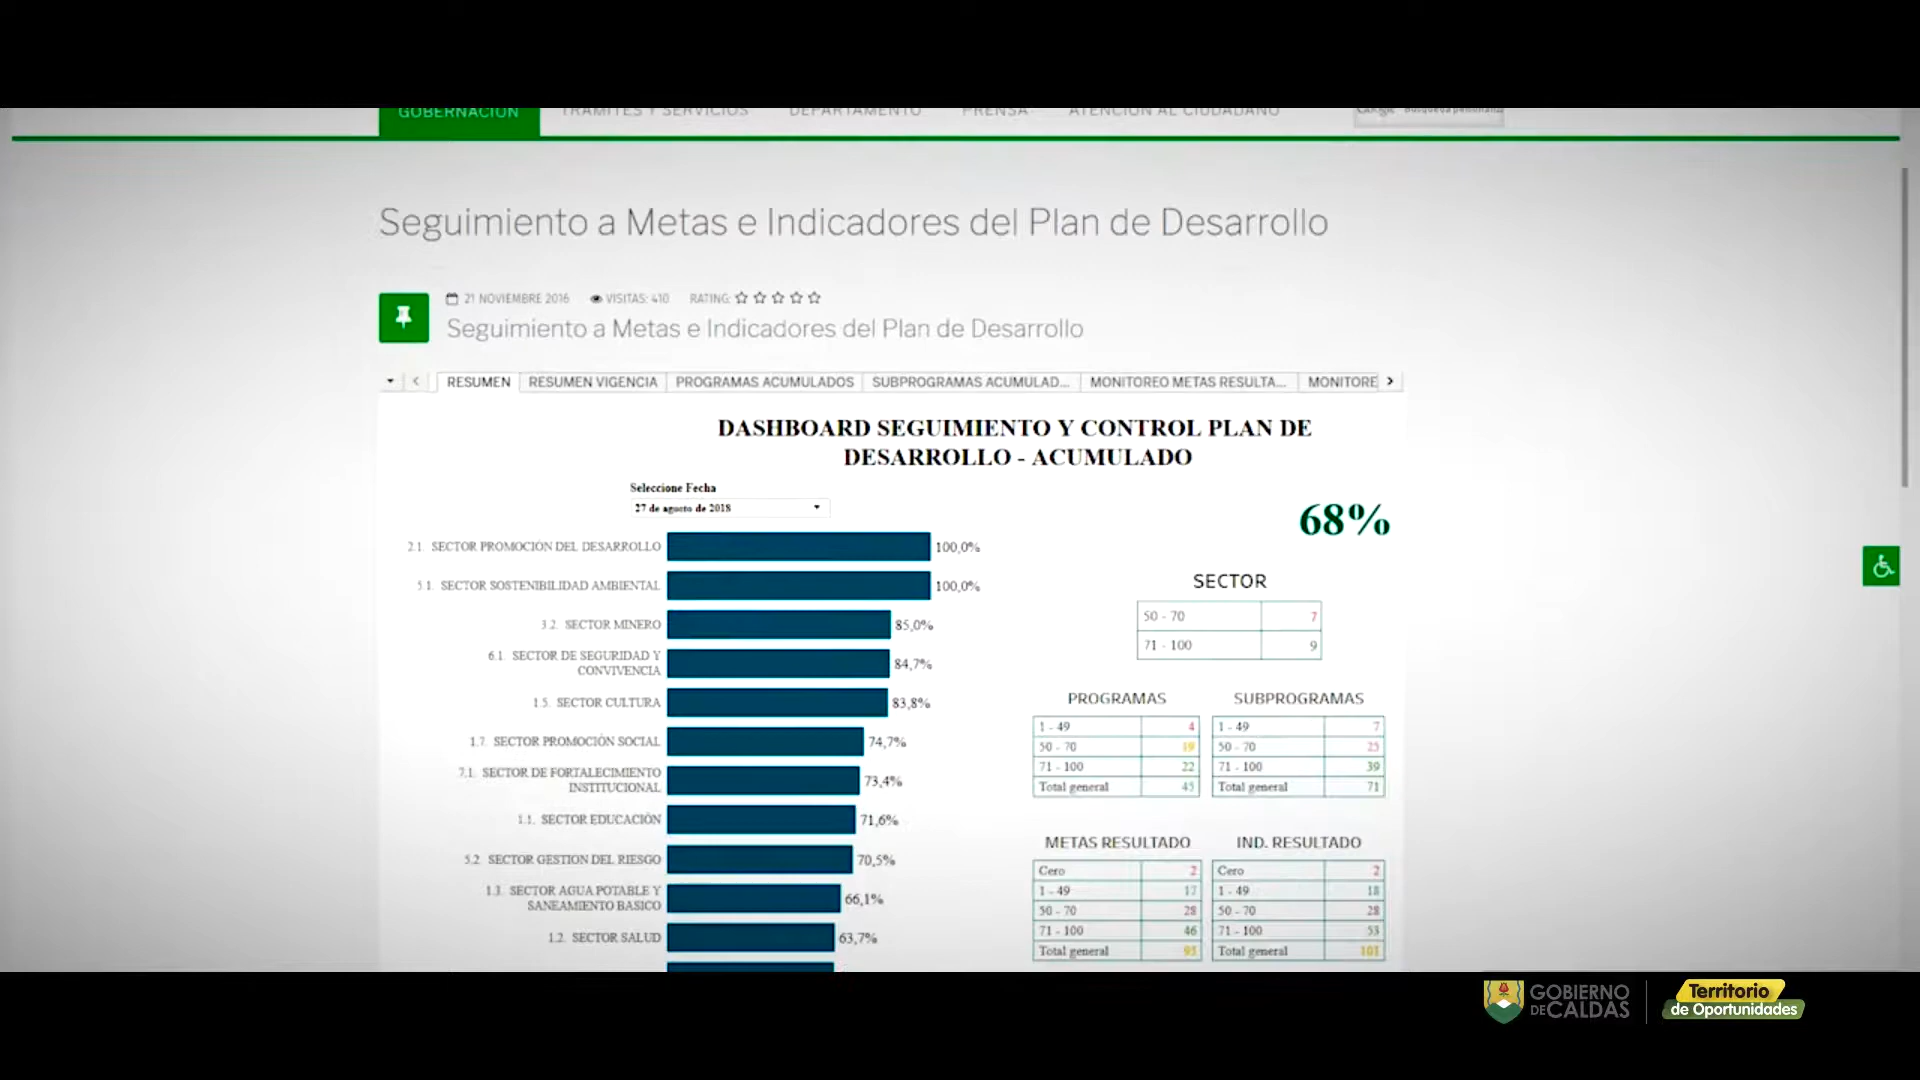 GOBERNACIÓN TRÁMITES Y SERVICIOS DEPARTAMENTO PRENSA ATENCIÓN AL CIUDADANO
Seguimiento a Metas e Indicadores del Plan de Desarrollo
21 NOVIEMBRE 2016 VISITAS: 410 RATING:
Seguimiento a Metas e Indicadores del Plan de Desarrollo
RESUMEN RESUMEN VIGENCIA PROGRAMAS ACUMULADOS SUBPROGRAMAS ACUMULAD... MONITOREO METAS RESULTA... MONITORE
DASHBOARD SEGUIMIENTO Y CONTROL PLAN DE
DESARROLLO - ACUMULADO
Seleccione Fecha
27 de agosto de 2018
68%
2.1. SECTOR PROMOCIÓN DEL DESARROLLO 100,0%
5.1. SECTOR SOSTENIBILIDAD AMBIENTAL 100,0%
3.2. SECTOR MINERO 85,0%
6.1. SECTOR DE SEGURIDAD Y
CONVIVENCIA 84,7%
1.5. SECTOR CULTURA 83,8%
1.7. SECTOR PROMOCIÓN SOCIAL 74,7%
7.1. SECTOR DE FORTALECIMIENTO
INSTITUCIONAL 73,4%
1.1. SECTOR EDUCACIÓN 71,6%
5.2. SECTOR GESTION DEL RIESGO 70,5%
1.3. SECTOR AGUA POTABLE Y
SANEAMIENTO BASICO 66,1%
1.2. SECTOR SALUD 63,7%
SECTOR
50 - 70 7
71 - 100 9
PROGRAMAS
1 - 49 4
50 - 70 19
71 - 100 22
Total general 45
SUBPROGRAMAS
1 - 49 7
50 - 70 25
71 - 100 39
Total general 71
METAS RESULTADO
Cero 2
1 - 49 17
50 - 70 28
71 - 100 46
Total general 93
IND. RESULTADO
Cero 2
1 - 49 18
50 - 70 28
71 - 100 53
Total general 101
GOBIERNO
DE CALDAS
Territorio
de Oportunidades